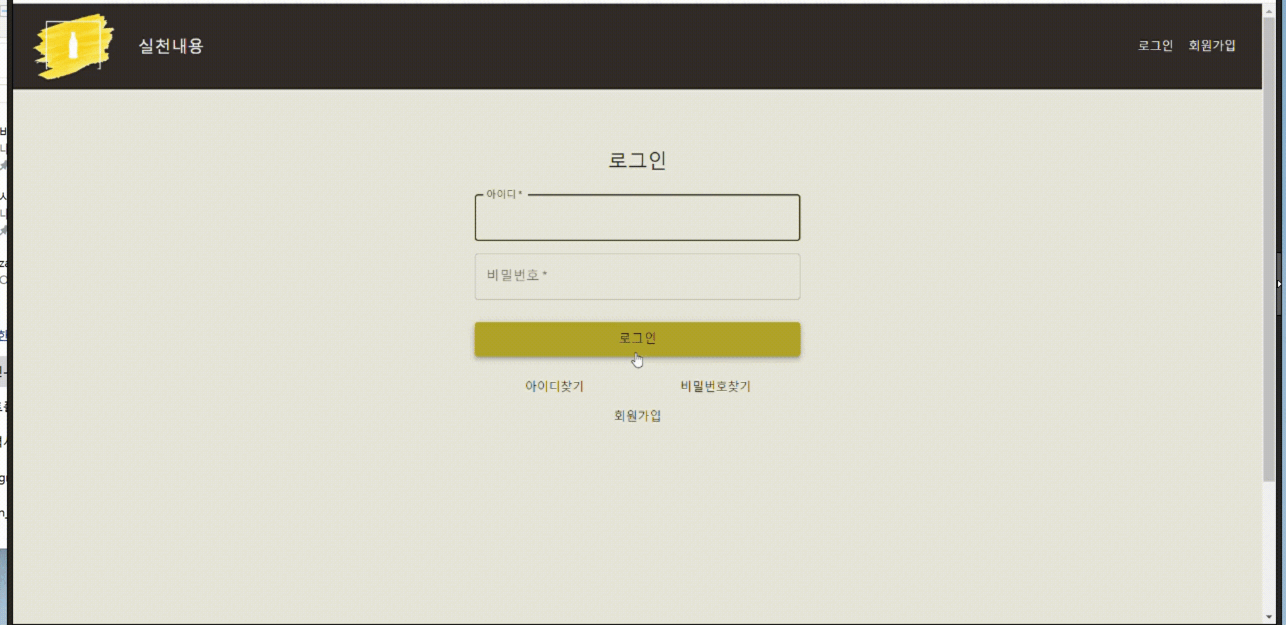 실천내용
로그인 회원가입
로그인
아이디 *
비밀번호 *
로그인
아이디찾기 비밀번호찾기
회원가입